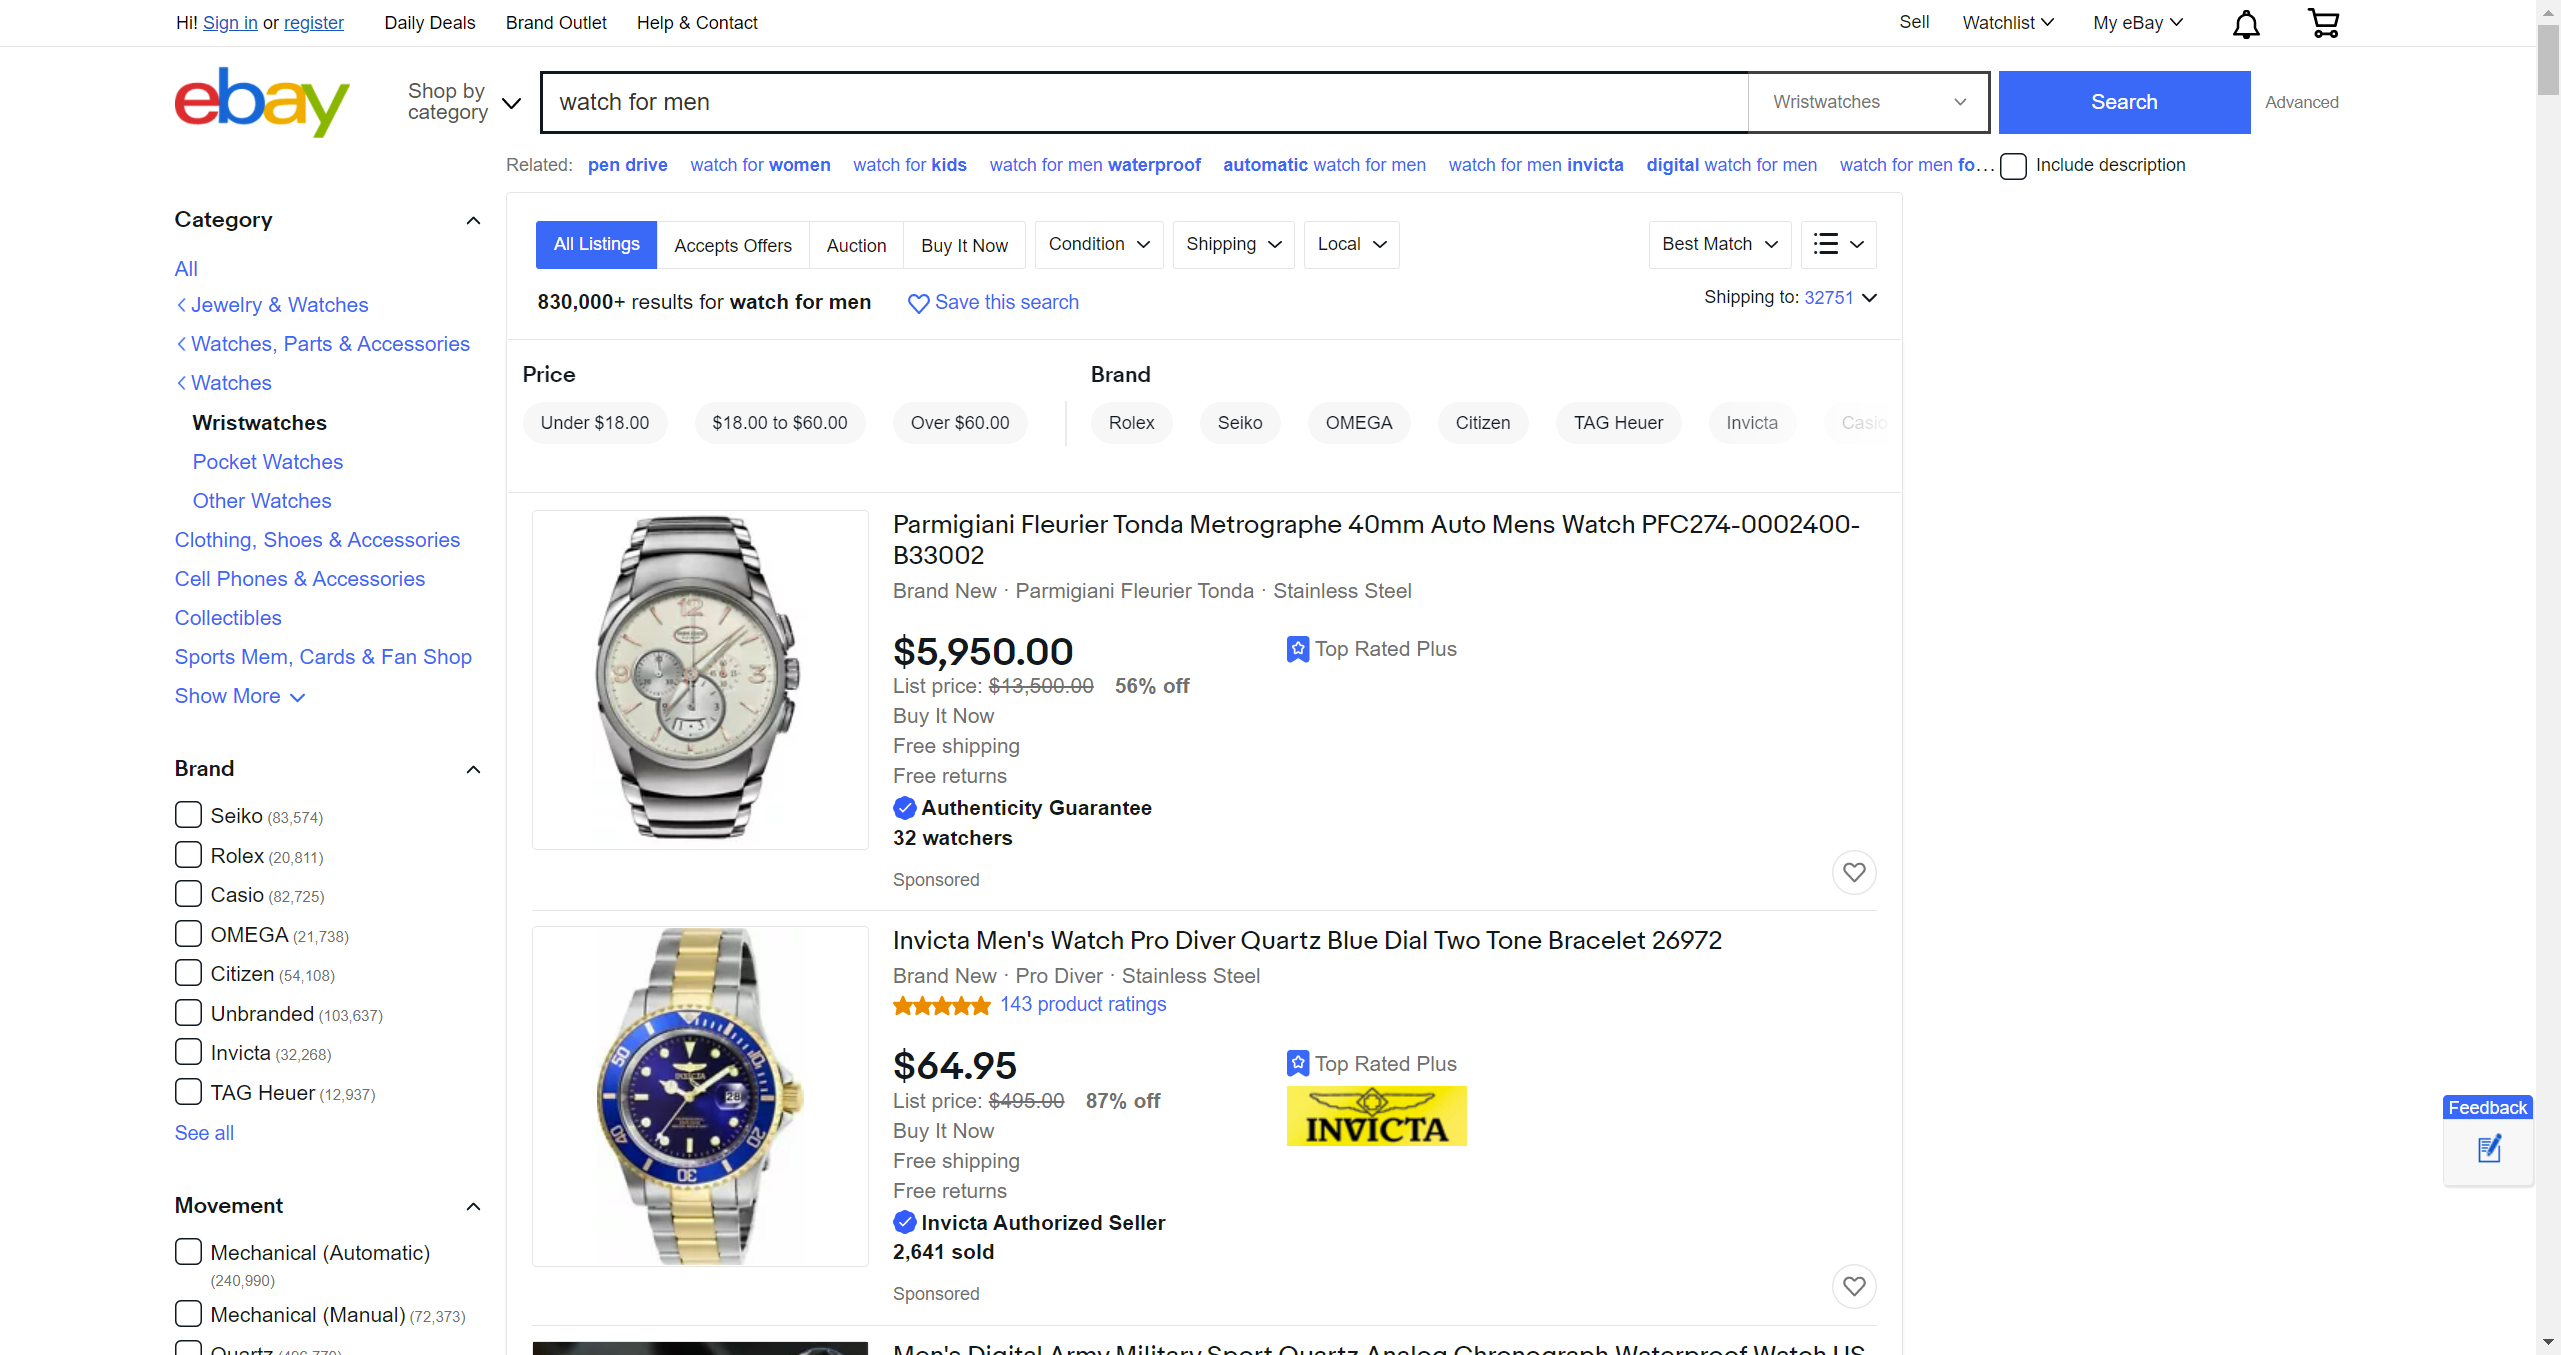 Hi! Sign in or register Daily Deals Brand Outlet Help & Contact Sell Watchlist My eBay
ebay Shop by category watch for men Wristwatches Search Advanced
Related: pen drive watch for women watch for kids watch for men waterproof automatic watch for men watch for men invicta digital watch for men watch for men fo... Include description
Category
All
Jewelry & Watches
Watches, Parts & Accessories
Watches
Wristwatches
Pocket Watches
Other Watches
Clothing, Shoes & Accessories
Cell Phones & Accessories
Collectibles
Sports Mem, Cards & Fan Shop
Show More
Brand
Seiko (83,574)
Rolex (20,811)
Casio (82,725)
OMEGA (21,738)
Citizen (54,108)
Unbranded (103,637)
Invicta (32,268)
TAG Heuer (12,937)
See all
Movement
Mechanical (Automatic)
(240,990)
Mechanical (Manual) (72,373)
Quartz
All Listings Accepts Offers Auction Buy It Now Condition Shipping Local Best Match
830,000+ results for watch for men Save this search Shipping to: 32751
Price Brand
Under $18.00 $18.00 to $60.00 Over $60.00 Rolex Seiko OMEGA Citizen TAG Heuer Invicta Casio
Parmigiani Fleurier Tonda Metrographe 40mm Auto Mens Watch PFC274-0002400-
B33002
Brand New · Parmigiani Fleurier Tonda · Stainless Steel
$5,950.00 Top Rated Plus
List price: $13,500.00 56% off
Buy It Now
Free shipping
Free returns
Authenticity Guarantee
32 watchers
Sponsored
Invicta Men's Watch Pro Diver Quartz Blue Dial Two Tone Bracelet 26972
Brand New · Pro Diver · Stainless Steel
143 product ratings
$64.95 Top Rated Plus
List price: $495.00 87% off INVICTA
Buy It Now
Free shipping
Free returns
Invicta Authorized Seller
2,641 sold
Sponsored
Men's Digital Army Military Sport Quartz Analog Chronograph Waterproof Watch US
Feedback